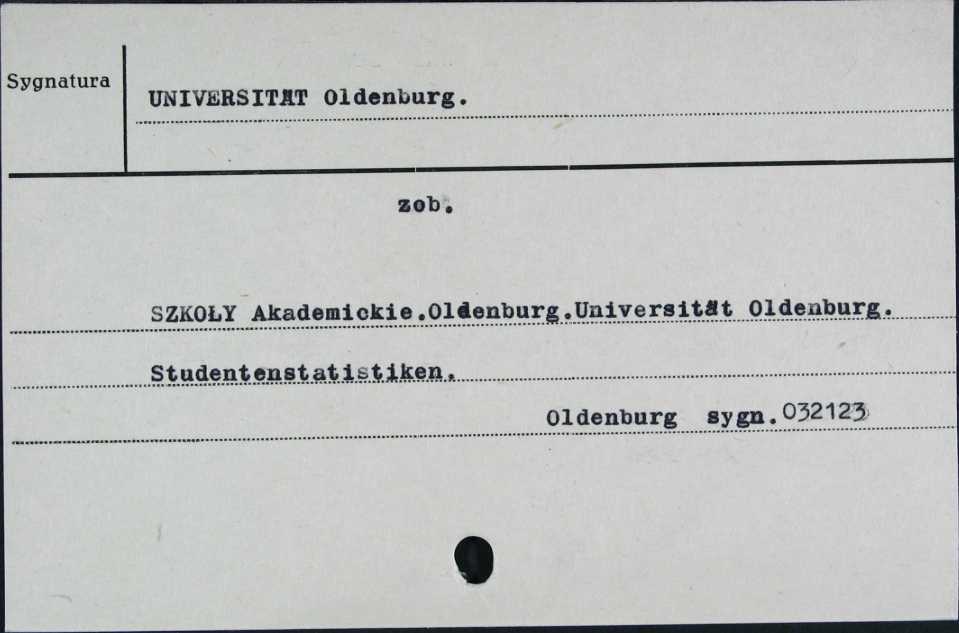 Sygnatura
UNIVERSITÄT Oldenburg.
zob.
SZKOŁY Akademickie.Oldenburg.Universität Oldenburg.
Studentenstatistiken.
Oldenburg sygn. 032123